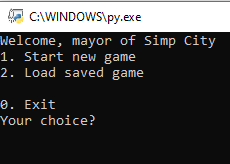 C:\WINDOWS\py.exe
Welcome, mayor of Simp City
1. Start new game
2. Load saved game
0. Exit
Your choice?